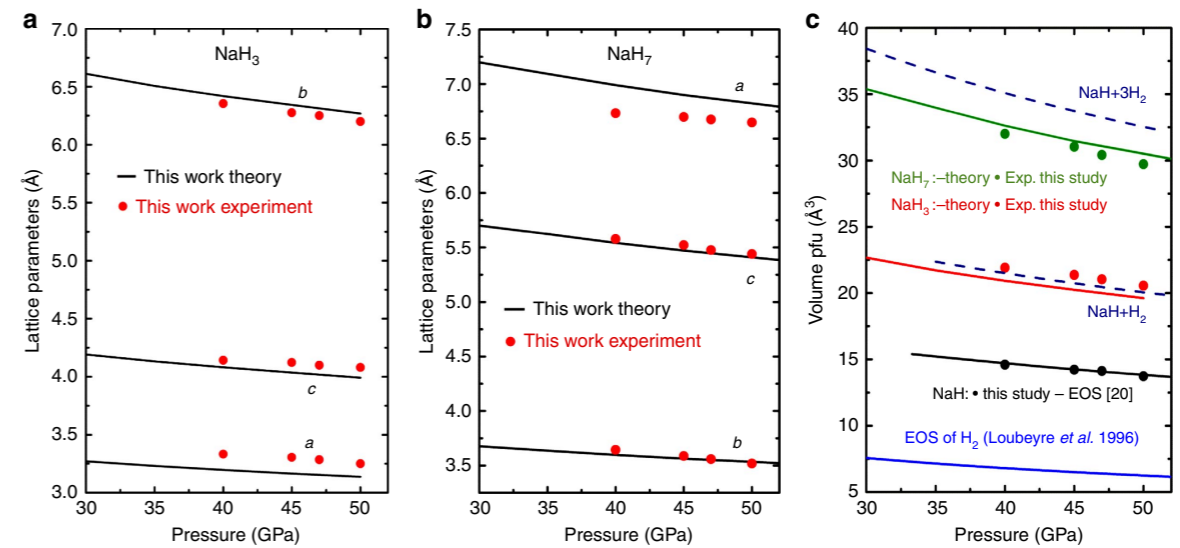 a
NaH3
7.0
6.5
6.0
5.5
5.0
4.5
4.0
3.5
3.0
b
This work theory
This work experiment
c
a
30 35 40 45 50
Pressure (GPa)
Lattice parameters (Å)
b
NaH7
7.5
7.0
6.5
6.0
5.5
5.0
4.5
4.0
3.5
a
c
This work theory
This work experiment
b
30 35 40 45 50
Pressure (GPa)
Lattice parameters (Å)
c
40
35
30
25
20
15
10
5
NaH+3H2
NaH7:–theory • Exp. this study
NaH3:–theory • Exp. this study
NaH+H2
NaH: • this study – EOS [20]
EOS of H2 (Loubeyre et al. 1996)
30 35 40 45 50
Pressure (GPa)
Volume pfu (Å3)